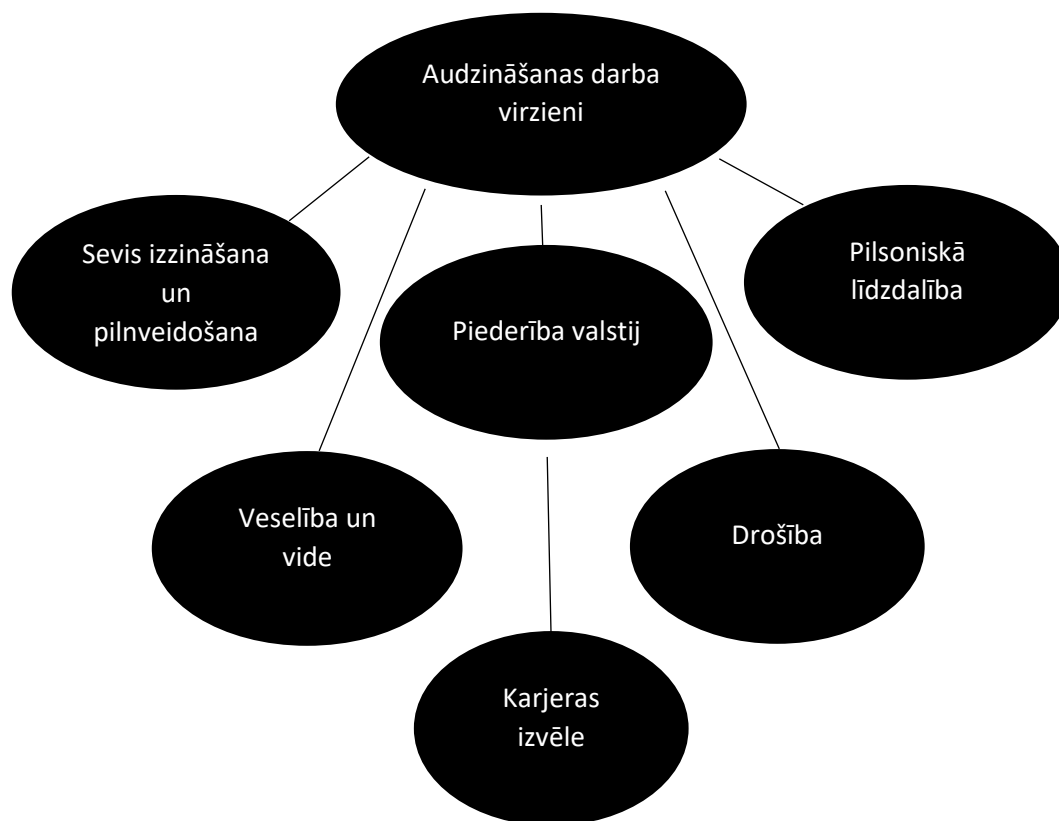 Audzināšanas darba
virzieni
Sevis izzināšana
un
pilnveidošana
Piederība valstij
Pilsoniskā
līdzdalība
Veselība un
vide
Drošība
Karjeras
izvēle